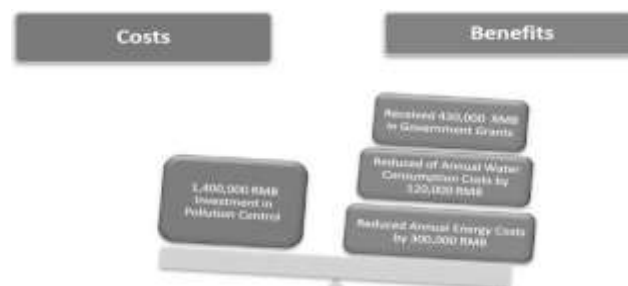 Costs
Benefits
Received 430,000 RMB
in Government Grants
Reduced of Annual Water
Consumption Costs by
120,000 RMB
1,400,000 RMB
Investment in
Pollution Control
Reduced Annual Energy Costs
by 300,000 RMB